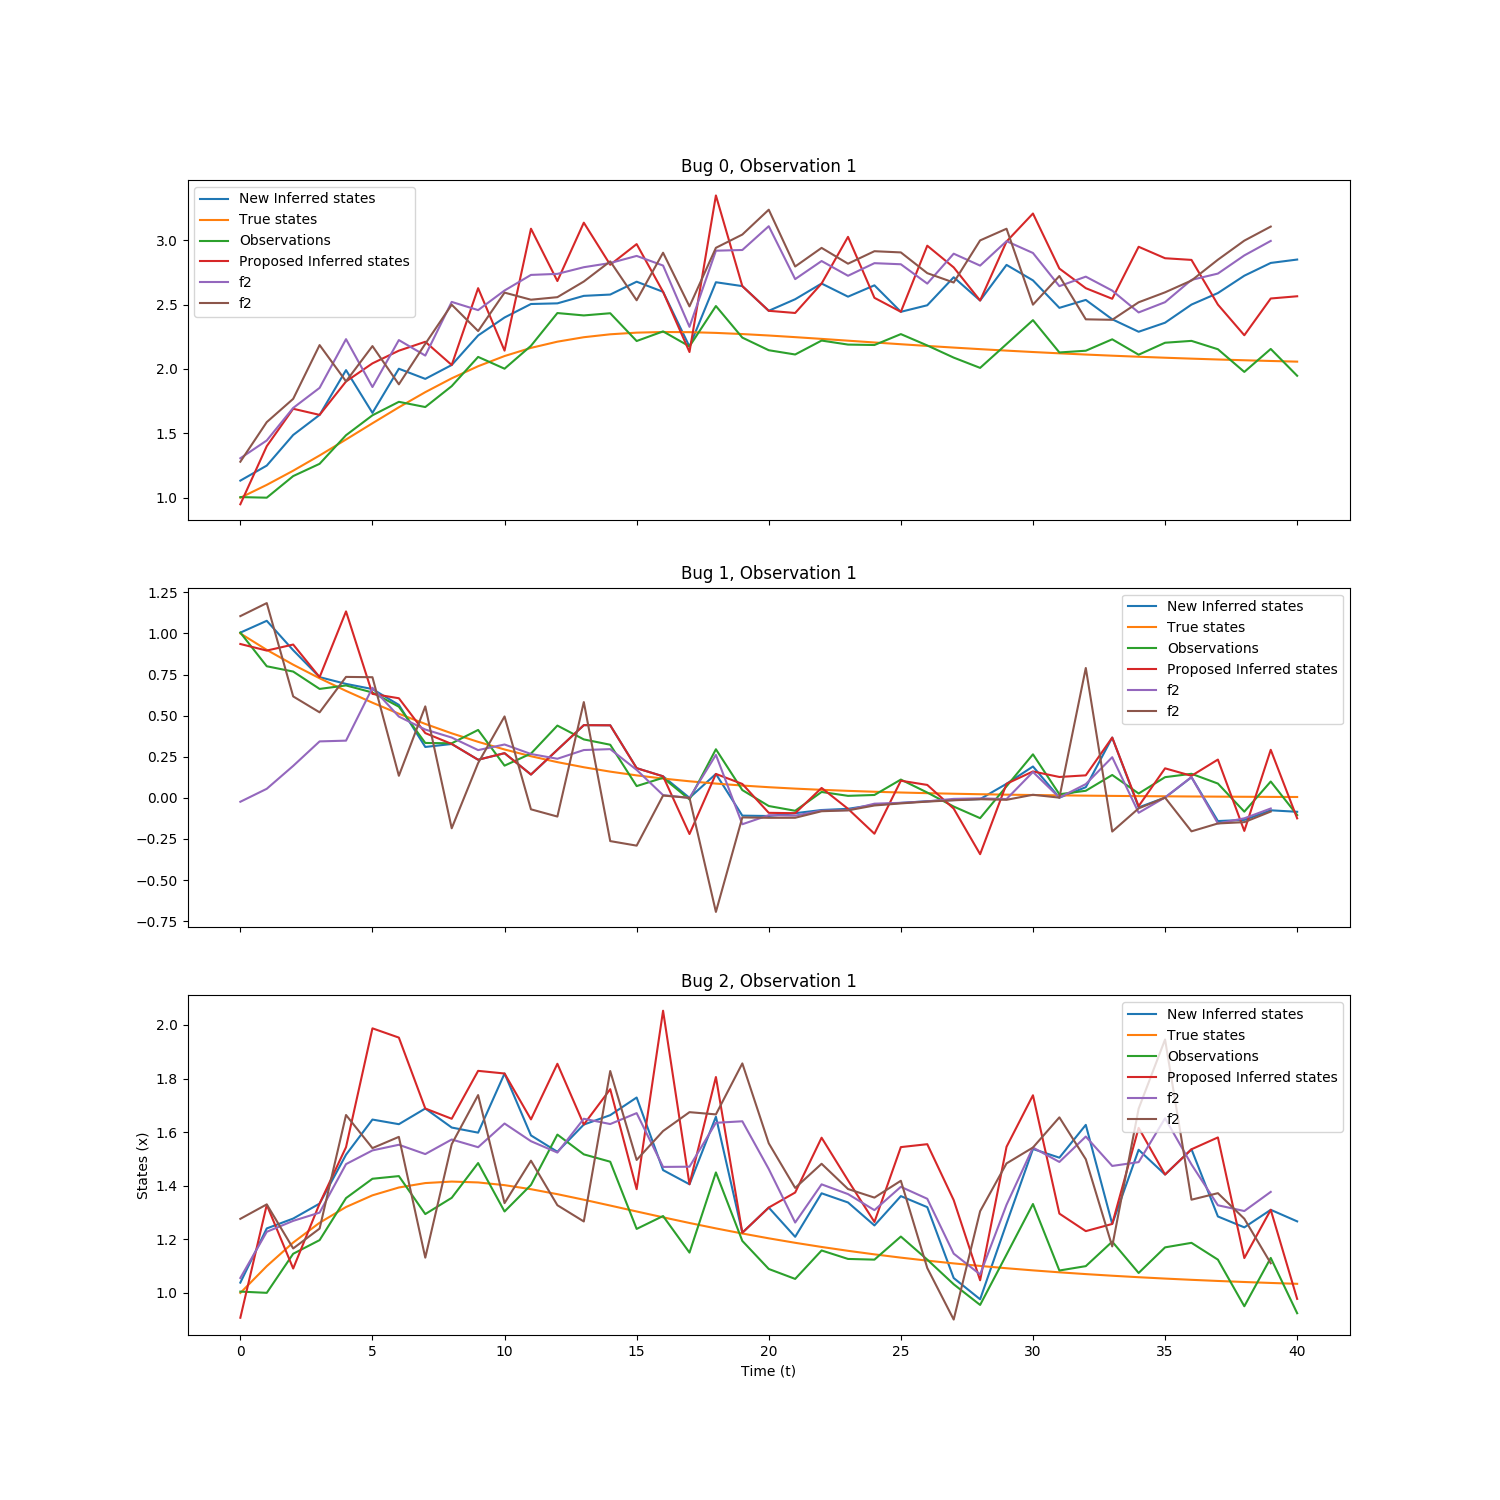 Bug 0, Observation 1
New Inferred states
True states
Observations
Proposed Inferred states
f2
f2
3.0
2.5
2.0
1.5
1.0
Bug 1, Observation 1
New Inferred states
True states
Observations
Proposed Inferred states
f2
f2
1.25
1.00
0.75
0.50
0.25
0.00
−0.25
−0.50
−0.75
Bug 2, Observation 1
New Inferred states
True states
Observations
Proposed Inferred states
f2
f2
2.0
1.8
1.6
1.4
1.2
1.0
States (x)
0 5 10 15 20 25 30 35 40
Time (t)